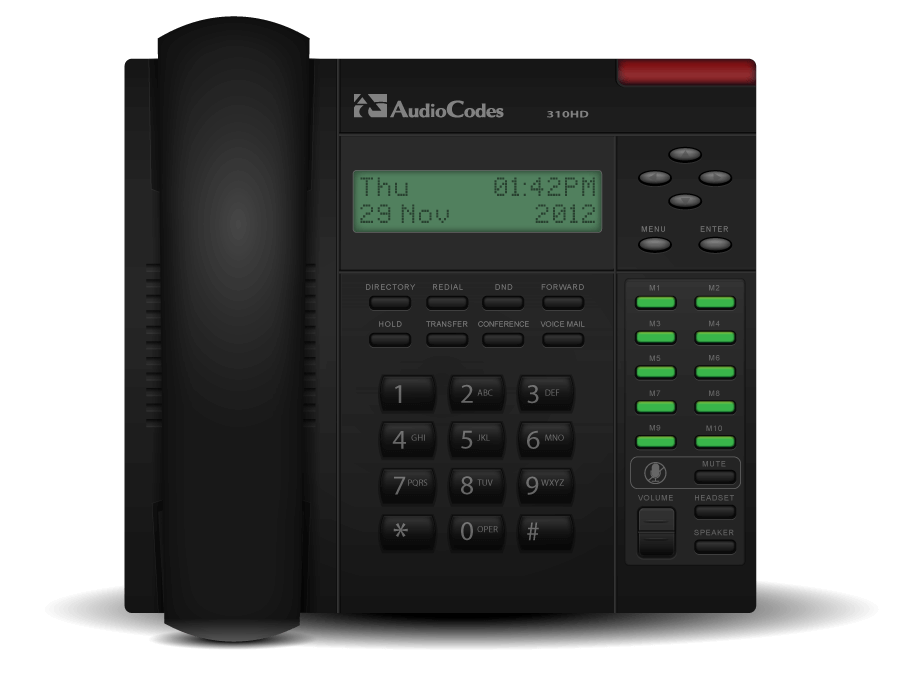 AudioCodes 310HD
Thu 01:42PM
29 Nov 2012
MENU ENTER
DIRECTORY REDIAL DND FORWARD
HOLD TRANSFER CONFERENCE VOICE MAIL
1 2 ABC 3 DEF
4 GHI 5 JKL 6 MNO
7 PQRS 8 TUV 9 WXYZ
* 0 OPER #
M1 M2
M3 M4
M5 M6
M7 M8
M9 M10
MUTE
VOLUME HEADSET
SPEAKER